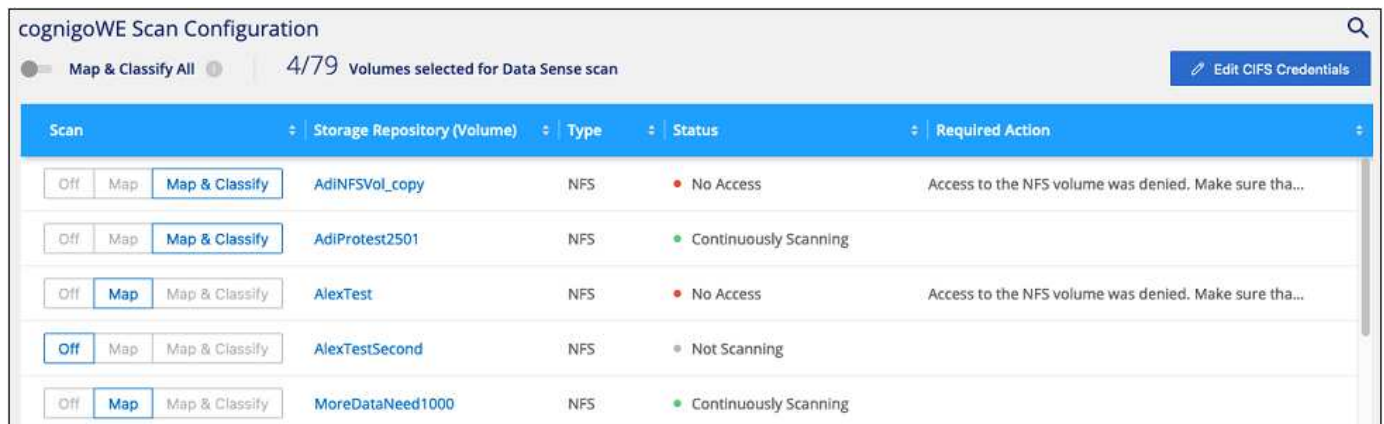 cognigoWE Scan Configuration
Map & Classify All 4/79 Volumes selected for Data Sense scan Edit CIFS Credentials
Scan Storage Repository (Volume) Type Status Required Action
Off Map Map & Classify AdiNFSVol_copy NFS No Access Access to the NFS volume was denied. Make sure tha...
Off Map Map & Classify AdiProtest2501 NFS Continuously Scanning
Off Map Map & Classify AlexTest NFS No Access Access to the NFS volume was denied. Make sure tha...
Off Map Map & Classify AlexTestSecond NFS Not Scanning
Off Map Map & Classify MoreDataNeed1000 NFS Continuously Scanning